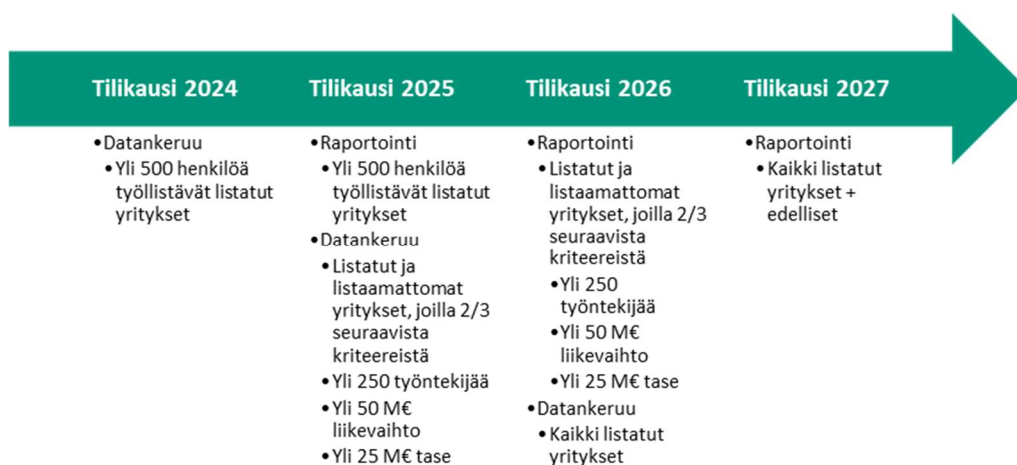 Tilikausi 2024
•Datankeruu
•Yli 500 henkilöä
työllistävät listatut
yritykset
Tilikausi 2025
•Raportointi
•Yli 500 henkilöä
työllistävät listatut
yritykset
•Datankeruu
•Listatut ja
listaamattomat
yritykset, joilla 2/3
seuraavista
kriteereistä
•Yli 250 työntekijää
•Yli 50 M€
liikevaihto
•Yli 25 M€ tase
Tilikausi 2026
•Raportointi
•Listatut ja
listaamattomat
yritykset, joilla 2/3
seuraavista
kriteereistä
•Yli 250
työntekijää
•Yli 50 M€
liikevaihto
•Yli 25 M€ tase
•Datankeruu
•Kaikki listatut
yritykset
Tilikausi 2027
•Raportointi
•Kaikki listatut
yritykset +
edelliset